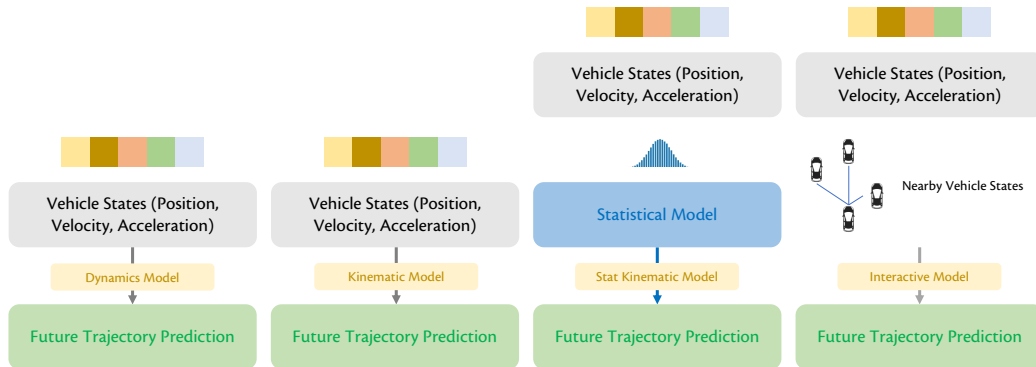 Vehicle States (Position,
Velocity, Acceleration)
Dynamics Model
Future Trajectory Prediction
Vehicle States (Position,
Velocity, Acceleration)
Kinematic Model
Future Trajectory Prediction
Vehicle States (Position,
Velocity, Acceleration)
Statistical Model
Stat Kinematic Model
Future Trajectory Prediction
Vehicle States (Position,
Velocity, Acceleration)
Nearby Vehicle States
Interactive Model
Future Trajectory Prediction